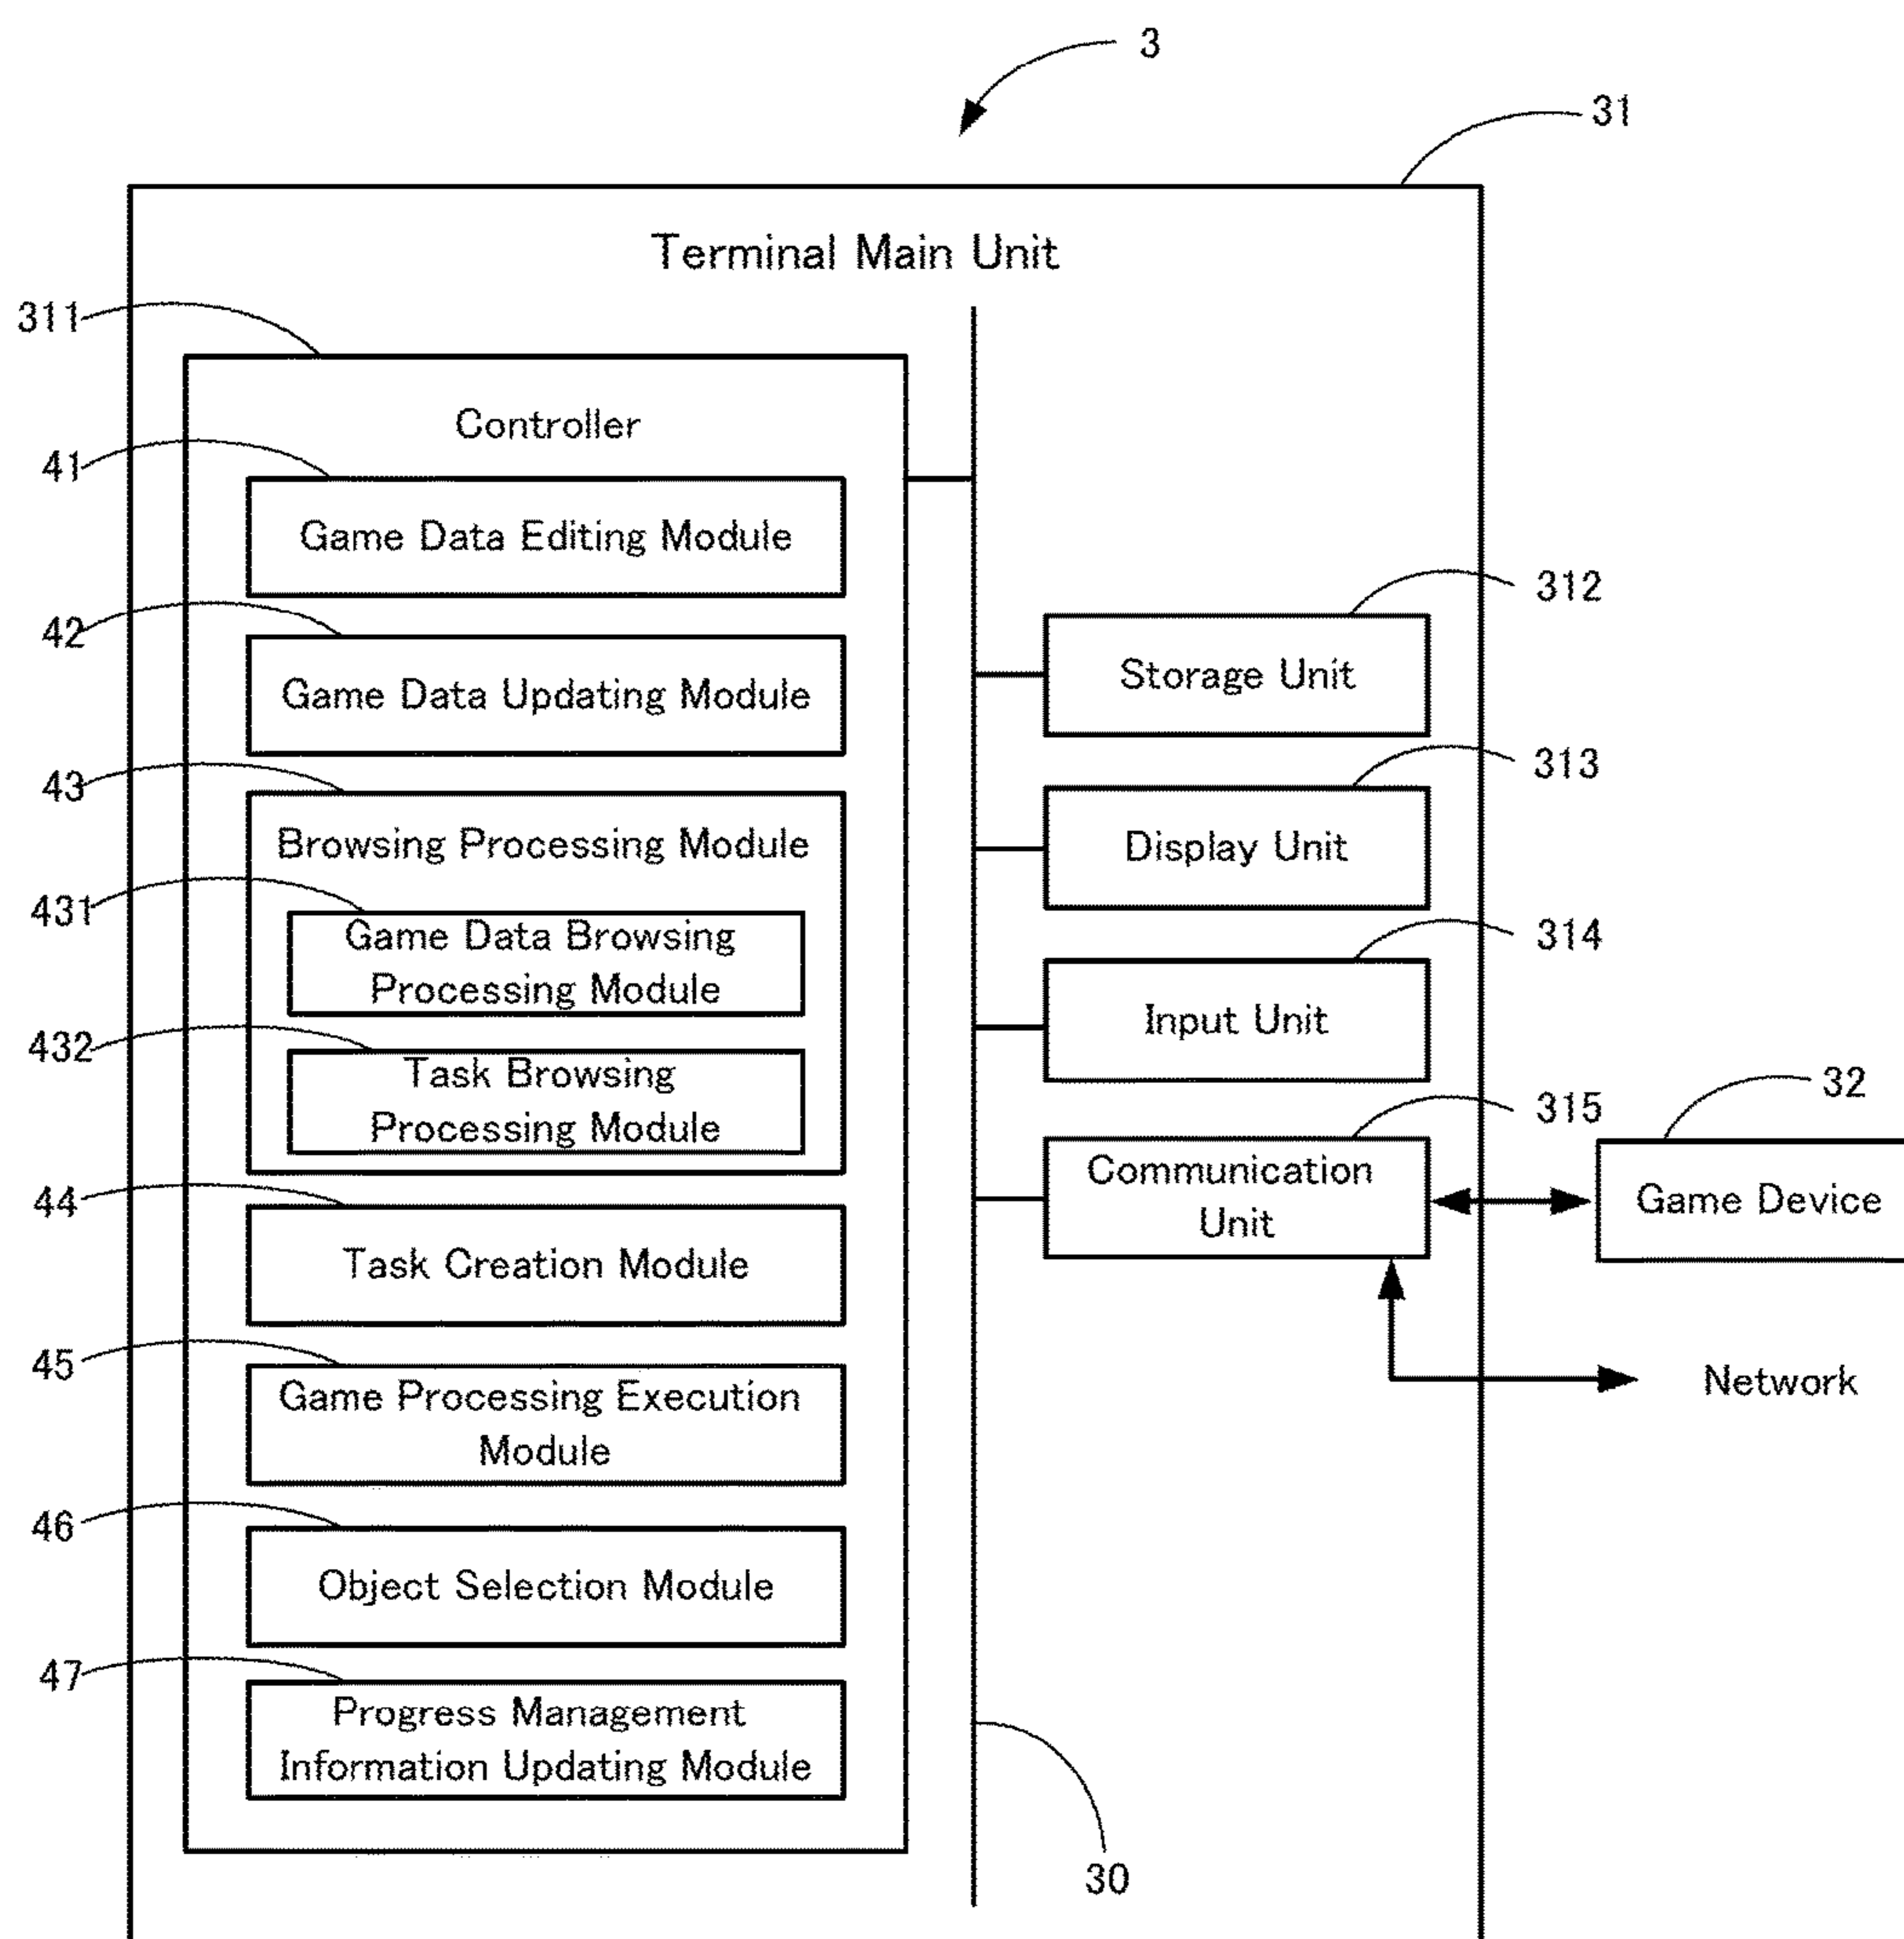 3
31
Terminal Main Unit
311
Controller
41
Game Data Editing Module
42
Game Data Updating Module
43
Browsing Processing Module
431
Game Data Browsing
Processing Module
432
Task Browsing
Processing Module
44
Task Creation Module
45
Game Processing Execution
Module
46
Object Selection Module
47
Progress Management
Information Updating Module
312
Storage Unit
313
Display Unit
314
Input Unit
315
Communication
Unit
32
Game Device
Network
30